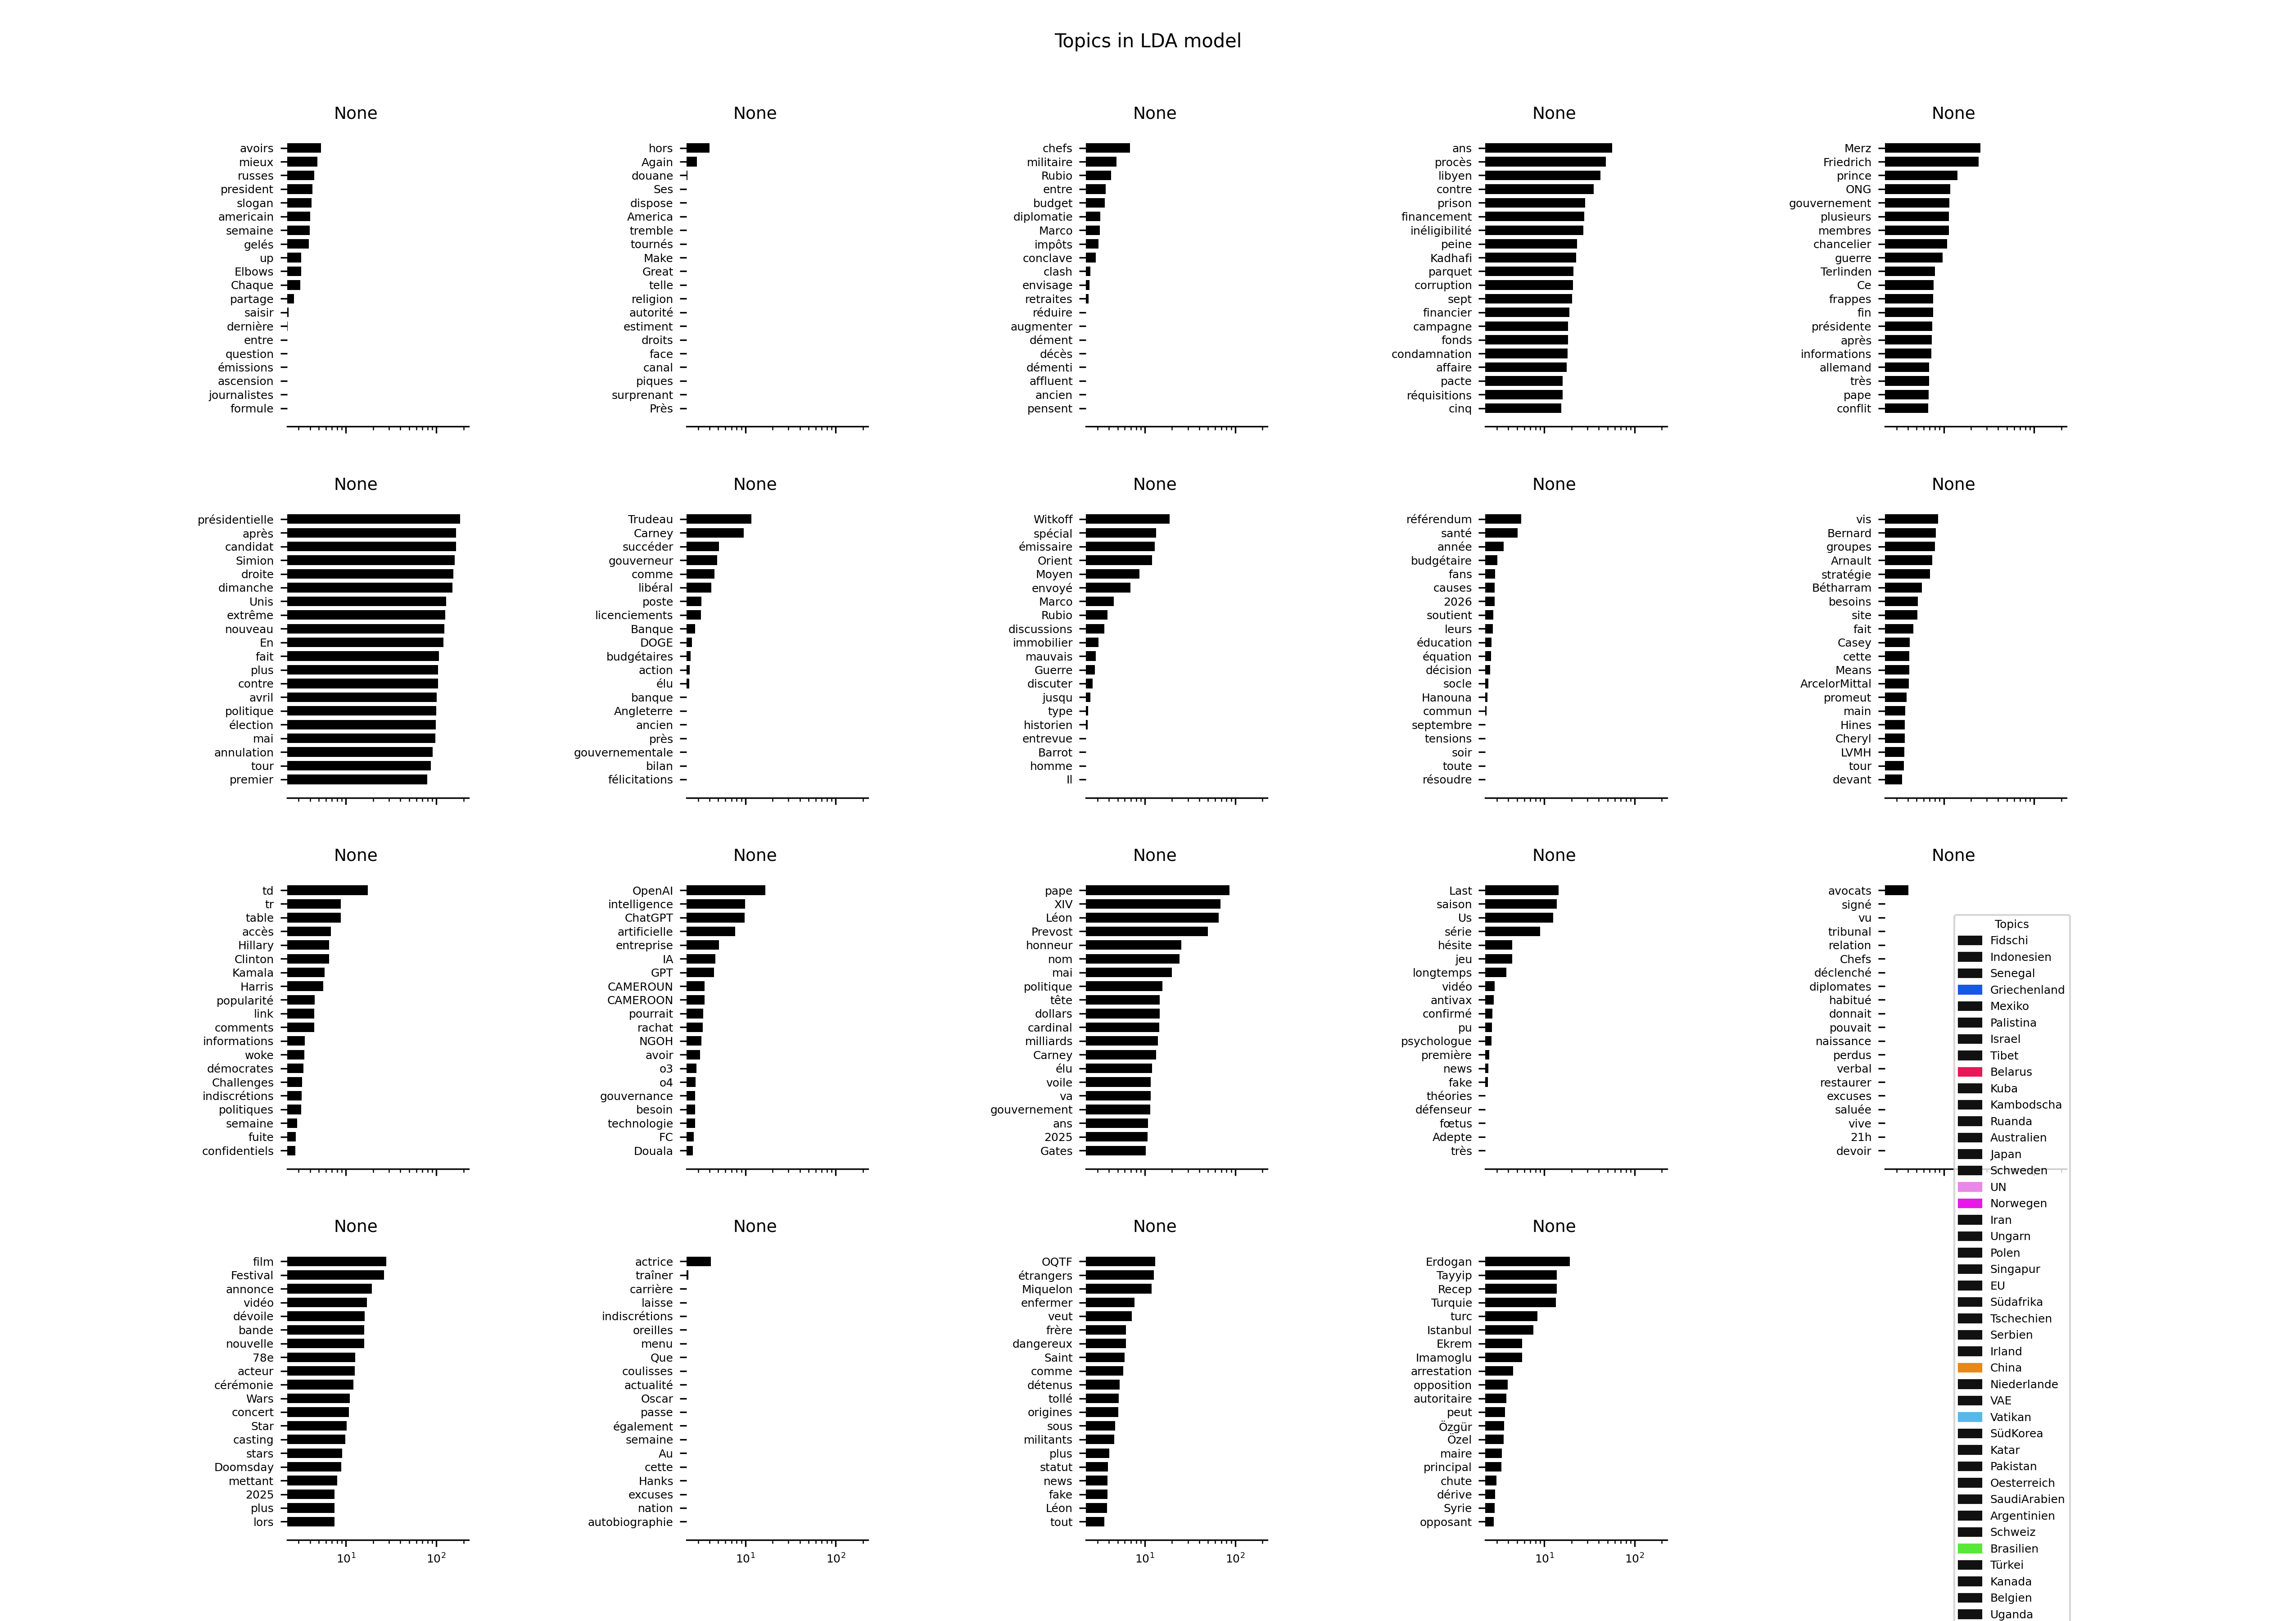 Topics in LDA model
None
avoirs
mieux
russes
president
slogan
americain
semaine
gelés
up
Elbows
Chaque
partage
saisir
dernière
entre
question
émissions
ascension
journalistes
formule
None
hors
Again
douane
Ses
dispose
America
tremble
tournés
Make
Great
telle
religion
autorité
estiment
droits
face
canal
piques
surprenant
Près
None
chefs
militaire
Rubio
entre
budget
diplomatie
Marco
impôts
conclave
clash
envisage
retraites
réduire
augmenter
dément
décès
démenti
affluent
ancien
pensent
None
ans
procès
libyen
contre
prison
financement
inéligibilité
peine
Kadhafi
parquet
corruption
sept
financier
campagne
fonds
condamnation
affaire
pacte
réquisitions
cinq
None
Merz
Friedrich
prince
ONG
gouvernement
plusieurs
membres
chancelier
guerre
Terlinden
Ce
frappes
fin
présidente
après
informations
allemand
très
pape
conflit
None
présidentielle
après
candidat
Simion
droite
dimanche
Unis
extrême
nouveau
En
fait
plus
contre
avril
politique
élection
mai
annulation
tour
premier
None
Trudeau
Carney
succéder
gouverneur
comme
libéral
poste
licenciements
Banque
DOGE
budgétaires
action
élu
banque
Angleterre
ancien
près
gouvernementale
bilan
félicitations
None
Witkoff
spécial
émissaire
Orient
Moyen
envoyé
Marco
Rubio
discussions
immobilier
mauvais
Guerre
discuter
jusqu
type
historien
entrevue
Barrot
homme
Il
None
référendum
santé
année
budgétaire
fans
causes
2026
soutient
leurs
éducation
équation
décision
socle
Hanouna
commun
septembre
tensions
soir
toute
résoudre
None
vis
Bernard
groupes
Arnault
stratégie
Bétharram
besoins
site
fait
Casey
cette
Means
ArcelorMittal
promeut
main
Hines
Cheryl
LVMH
tour
devant
None
td
tr
table
accès
Hillary
Clinton
Kamala
Harris
popularité
link
comments
informations
woke
démocrates
Challenges
indiscrétions
politiques
semaine
fuite
confidentiels
None
OpenAI
intelligence
ChatGPT
artificielle
entreprise
IA
GPT
CAMEROUN
CAMEROON
pourrait
rachat
NGOH
avoir
o3
o4
gouvernance
besoin
technologie
FC
Douala
None
pape
XIV
Léon
Prevost
honneur
nom
mai
politique
tête
dollars
cardinal
milliards
Carney
élu
voile
va
gouvernement
ans
2025
Gates
None
Last
saison
Us
série
hésite
jeu
longtemps
vidéo
antivax
confirmé
pu
psychologue
première
news
fake
théories
défenseur
fœtus
Adepte
très
None
avocats
signé
vu
tribunal
relation
Chefs
déclenché
diplomates
habitué
donnait
pouvait
naissance
perdus
verbal
restaurer
excuses
saluée
vive
21h
devoir
None
film
Festival
annonce
vidéo
dévoile
bande
nouvelle
78e
acteur
cérémonie
Wars
concert
Star
casting
stars
Doomsday
mettant
2025
plus
lors
10¹ 10²
None
actrice
traîner
carrière
laisse
indiscrétions
oreilles
menu
Que
coulisses
actualité
Oscar
passe
également
semaine
Au
cette
Hanks
excuses
nation
autobiographie
10¹ 10²
None
OQTF
étrangers
Miquelon
enfermer
veut
frère
dangereux
Saint
comme
détenus
tollé
origines
sous
militants
plus
statut
news
fake
Léon
tout
10¹ 10²
None
Erdogan
Tayyip
Recep
Turquie
turc
Istanbul
Ekrem
Imamoglu
arrestation
opposition
autoritaire
peut
Özgür
Özel
maire
principal
chute
dérive
Syrie
opposant
10¹ 10²
Topics
Fidschi
Indonesien
Senegal
Griechenland
Mexiko
Palistina
Israel
Tibet
Belarus
Kuba
Kambodscha
Ruanda
Australien
Japan
Schweden
UN
Norwegen
Iran
Ungarn
Polen
Singapur
EU
Südafrika
Tschechien
Serbien
Irland
China
Niederlande
VAE
Vatikan
SüdKorea
Katar
Pakistan
Oesterreich
SaudiArabien
Argentinien
Schweiz
Brasilien
Türkei
Kanada
Belgien
Uganda